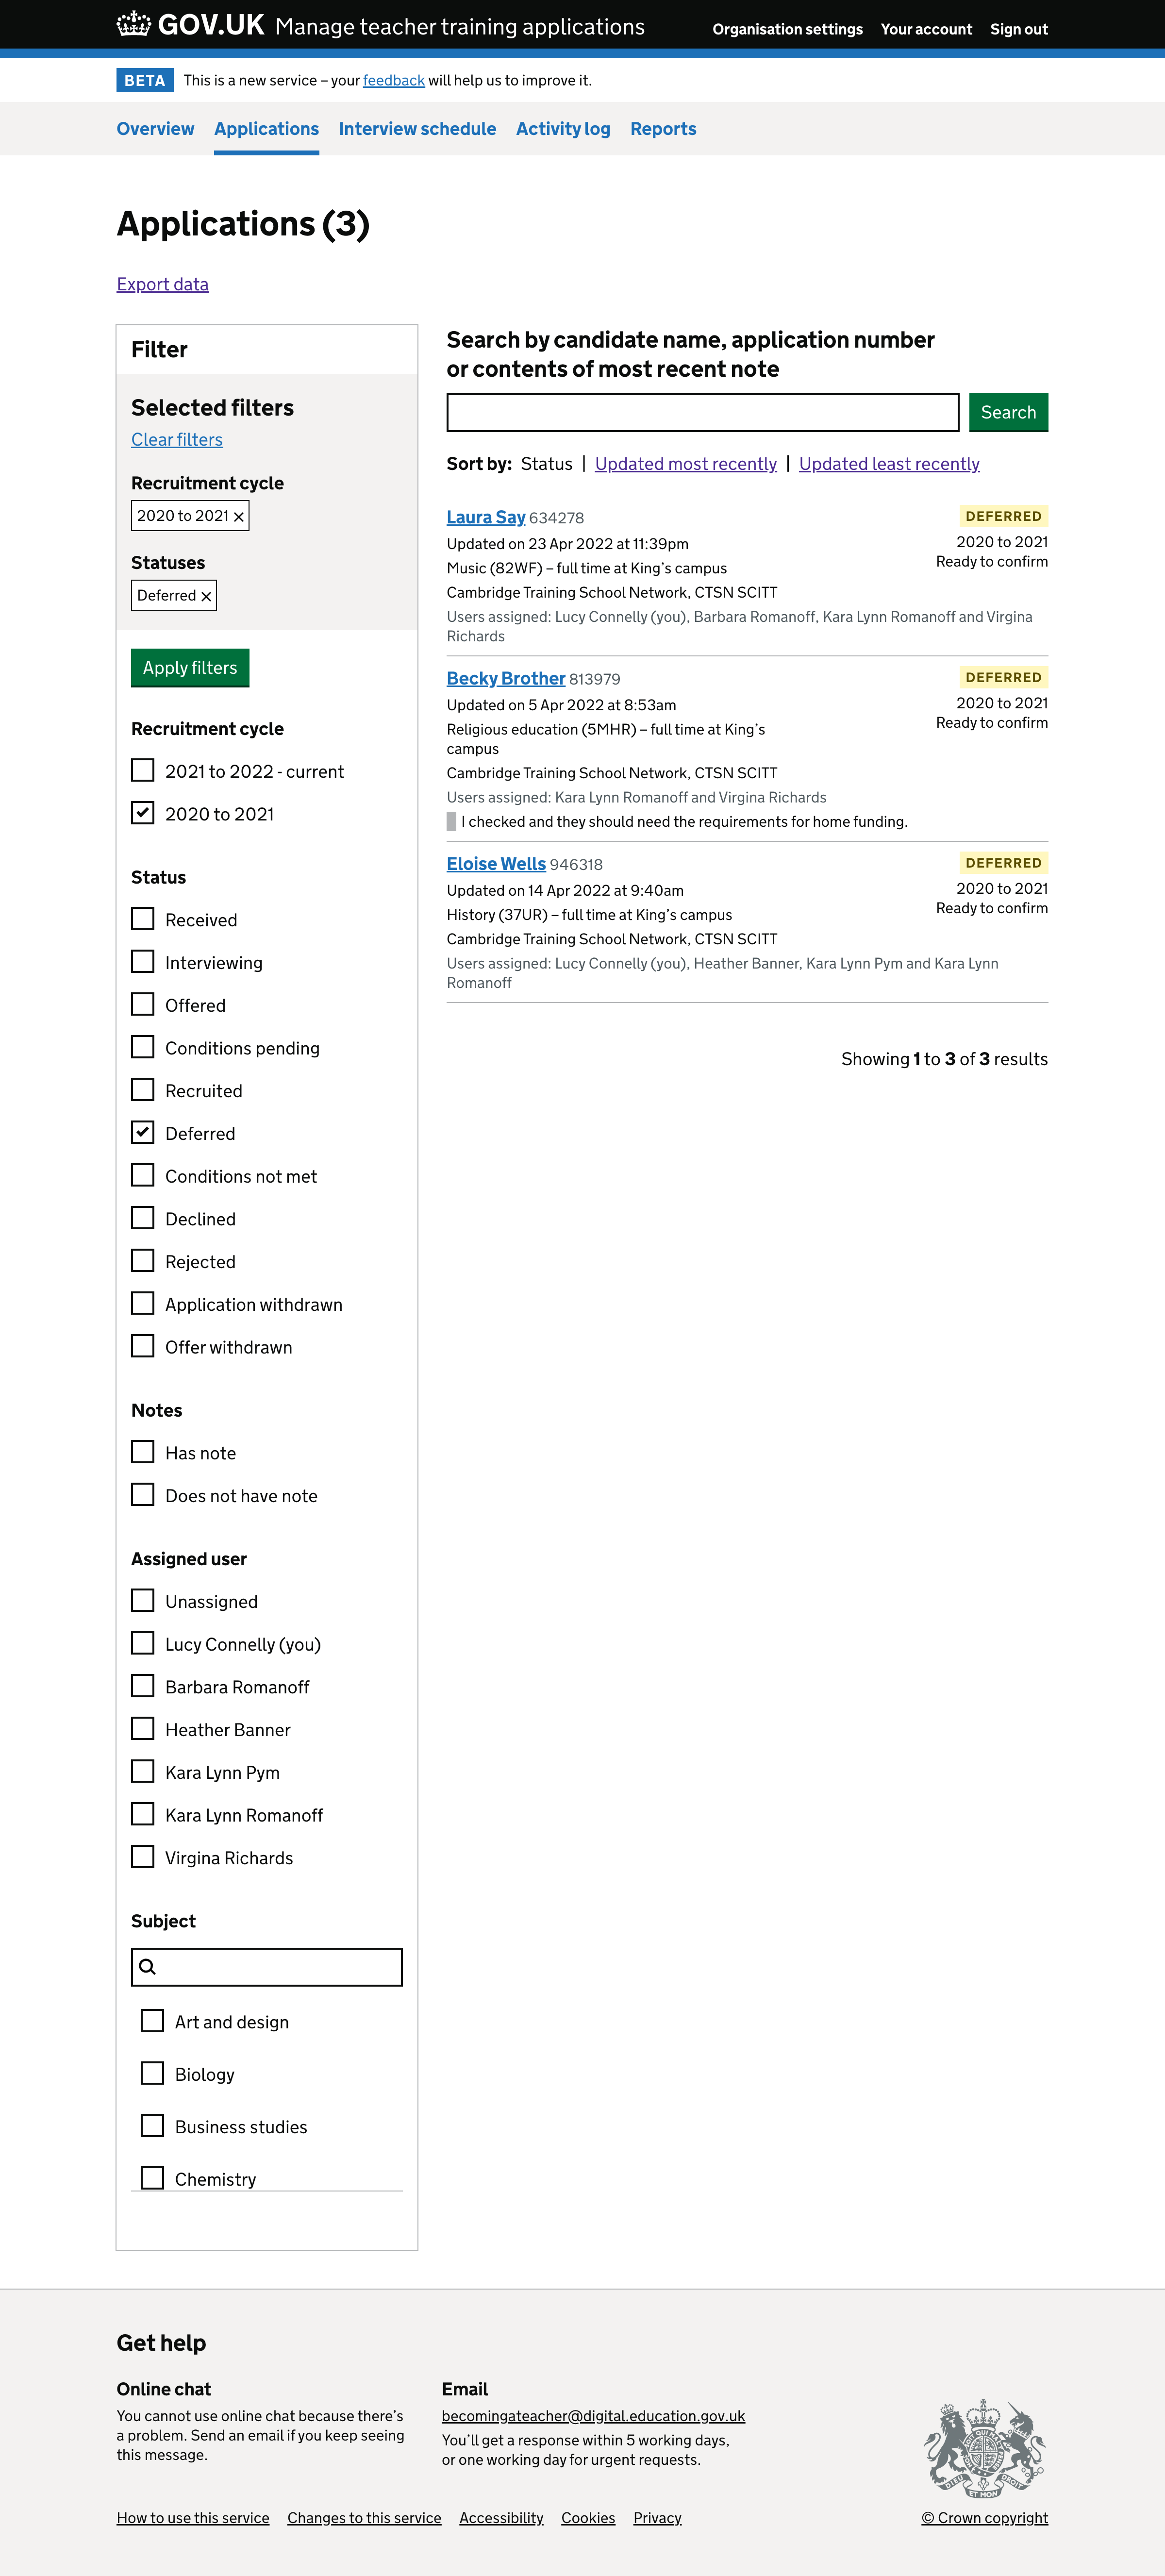 GOV.UK Manage teacher training applications Organisation settings Your account Sign out
BETA This is a new service – your feedback will help us to improve it.
Overview Applications Interview schedule Activity log Reports
Applications (3)
Export data
Filter
Selected filters
Clear filters
Recruitment cycle
2020 to 2021 ×
Statuses
Deferred ×
Apply filters
Recruitment cycle
2021 to 2022 - current
2020 to 2021
Status
Received
Interviewing
Offered
Conditions pending
Recruited
Deferred
Conditions not met
Declined
Rejected
Application withdrawn
Offer withdrawn
Notes
Has note
Does not have note
Assigned user
Unassigned
Lucy Connelly (you)
Barbara Romanoff
Heather Banner
Kara Lynn Pym
Kara Lynn Romanoff
Virgina Richards
Subject
Art and design
Biology
Business studies
Chemistry
Search by candidate name, application number
or contents of most recent note
Search
Sort by: Status | Updated most recently | Updated least recently
Laura Say 634278 DEFERRED
Updated on 23 Apr 2022 at 11:39pm 2020 to 2021
Music (82WF) – full time at King’s campus Ready to confirm
Cambridge Training School Network, CTSN SCITT
Users assigned: Lucy Connelly (you), Barbara Romanoff, Kara Lynn Romanoff and Virgina
Richards
Becky Brother 813979 DEFERRED
Updated on 5 Apr 2022 at 8:53am 2020 to 2021
Religious education (5MHR) – full time at King’s Ready to confirm
campus
Cambridge Training School Network, CTSN SCITT
Users assigned: Kara Lynn Romanoff and Virgina Richards
I checked and they should need the requirements for home funding.
Eloise Wells 946318 DEFERRED
Updated on 14 Apr 2022 at 9:40am 2020 to 2021
History (37UR) – full time at King’s campus Ready to confirm
Cambridge Training School Network, CTSN SCITT
Users assigned: Lucy Connelly (you), Heather Banner, Kara Lynn Pym and Kara Lynn
Romanoff
Showing 1 to 3 of 3 results
Get help
Online chat
You cannot use online chat because there’s
a problem. Send an email if you keep seeing
this message.
Email
becomingateacher@digital.education.gov.uk
You’ll get a response within 5 working days,
or one working day for urgent requests.
DIEU ET MON DROIT
How to use this service Changes to this service Accessibility Cookies Privacy © Crown copyright